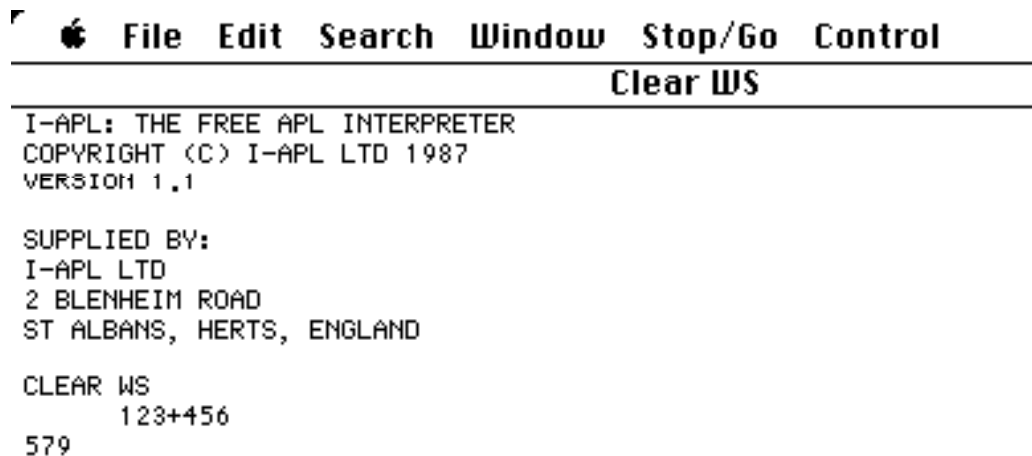 File Edit Search Window Stop/Go Control
Clear WS
I-APL: THE FREE APL INTERPRETER
COPYRIGHT (C) I-APL LTD 1987
VERSION 1.1
SUPPLIED BY:
I-APL LTD
2 BLENHEIM ROAD
ST ALBANS, HERTS, ENGLAND
CLEAR WS
123+456
579